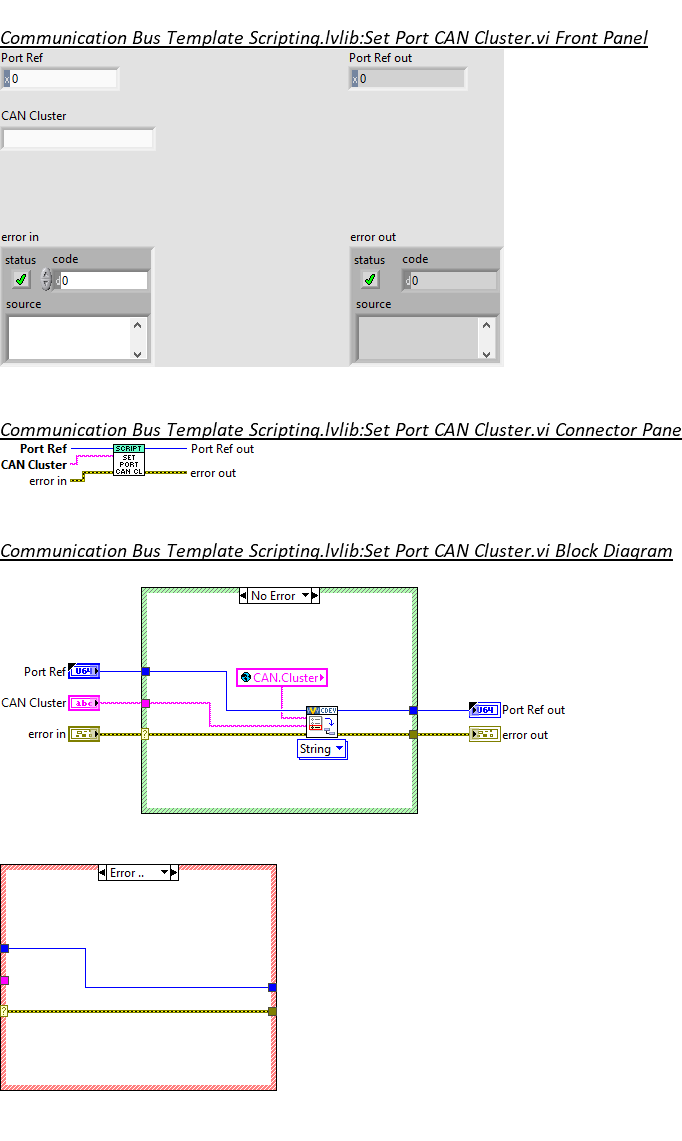 Communication Bus Template Scripting.lvlib:Set Port CAN Cluster.vi Front Panel
Port Ref
Port Ref out
x 0
x 0
CAN Cluster
error in
error out
status code
status code
d 0
d 0
source
source
Communication Bus Template Scripting.lvlib:Set Port CAN Cluster.vi Connector Pane
Port Ref
SCRIPT
Port Ref out
CAN Cluster
SET
PORT
CAN CL
error in
error out
Communication Bus Template Scripting.lvlib:Set Port CAN Cluster.vi Block Diagram
No Error
Port Ref
U64
CAN.Cluster
CAN Cluster
abc
CDEV
U64
Port Ref out
error in
?
error out
String
Error ..
?